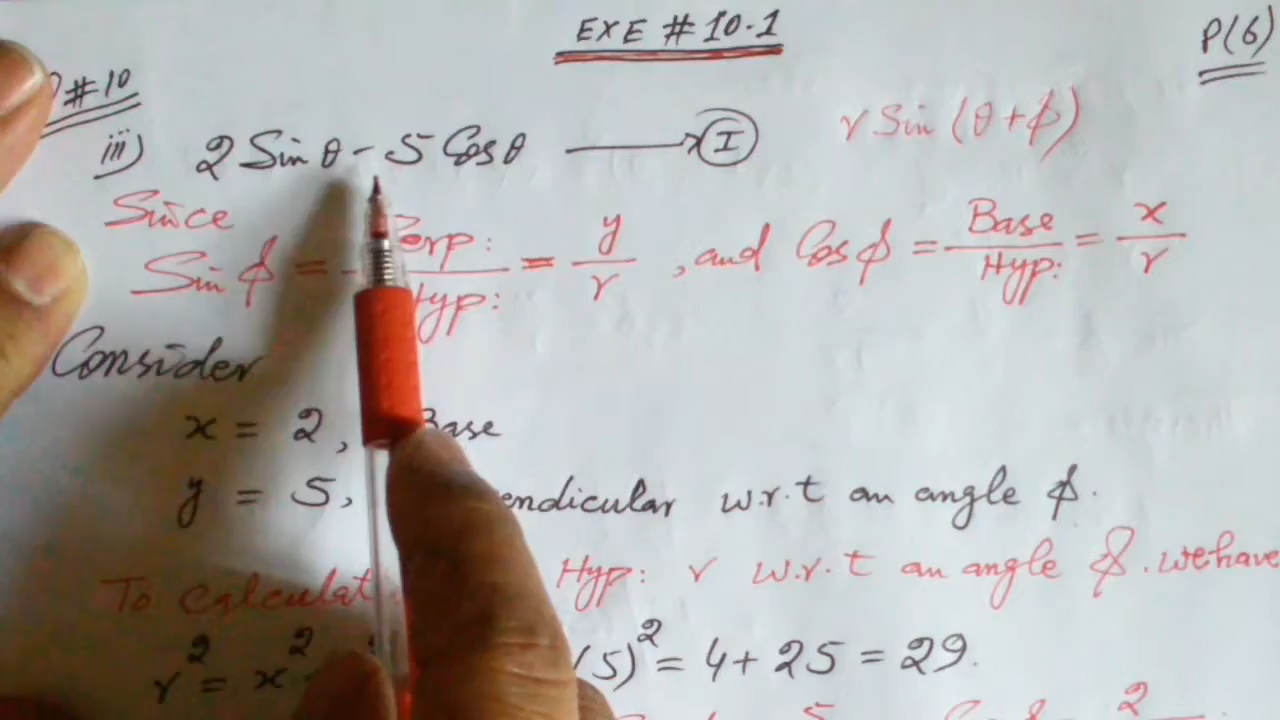 EXE # 10.1
P(6)
#10
iii) 2 Sin θ - 5 Cos θ → I
r Sin (θ + ϕ)
Since
Sin ϕ = Perp: / Hyp: = y / r , and Cos ϕ = Base / Hyp: = x / r
Consider
x = 2, Base
y = 5, w.r.t an angle ϕ.
To Hyp: r w.r.t an angle ϕ. we have
r² = x² (5)² = 4 + 25 = 29.
5 2